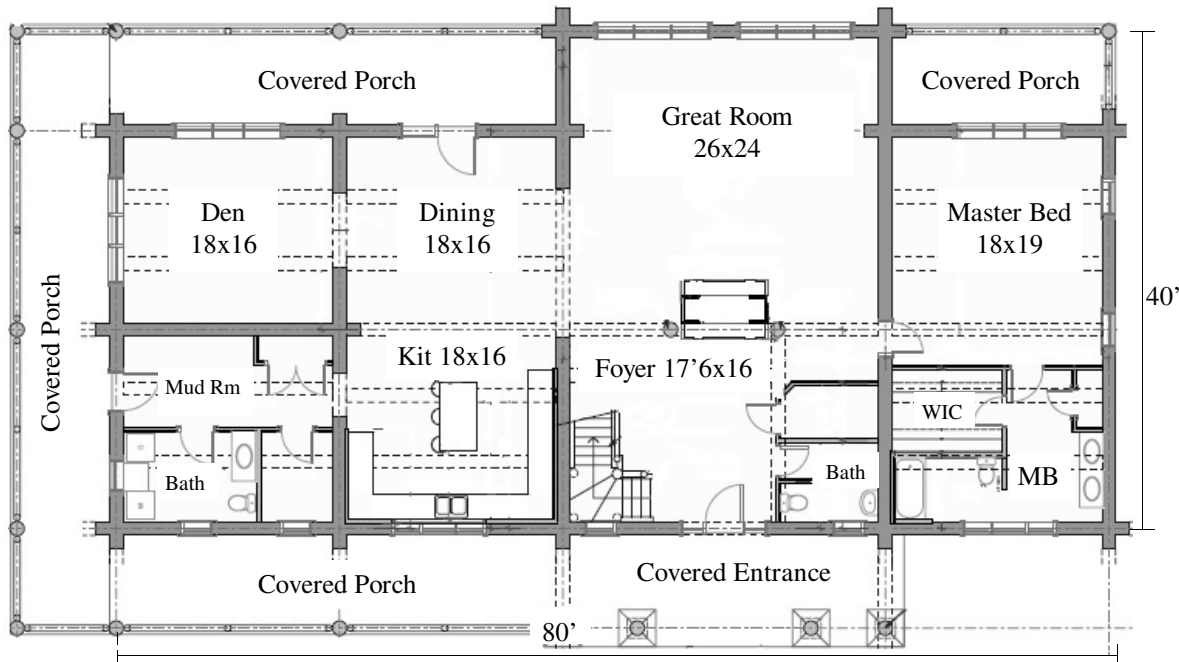 Covered Porch
Covered Porch
Great Room
26x24
Den
18x16
Dining
18x16
Master Bed
18x19
Covered Porch
40’
Kit 18x16
Foyer 17’6x16
Mud Rm
WIC
Bath
Bath
MB
Covered Porch
Covered Entrance
80’